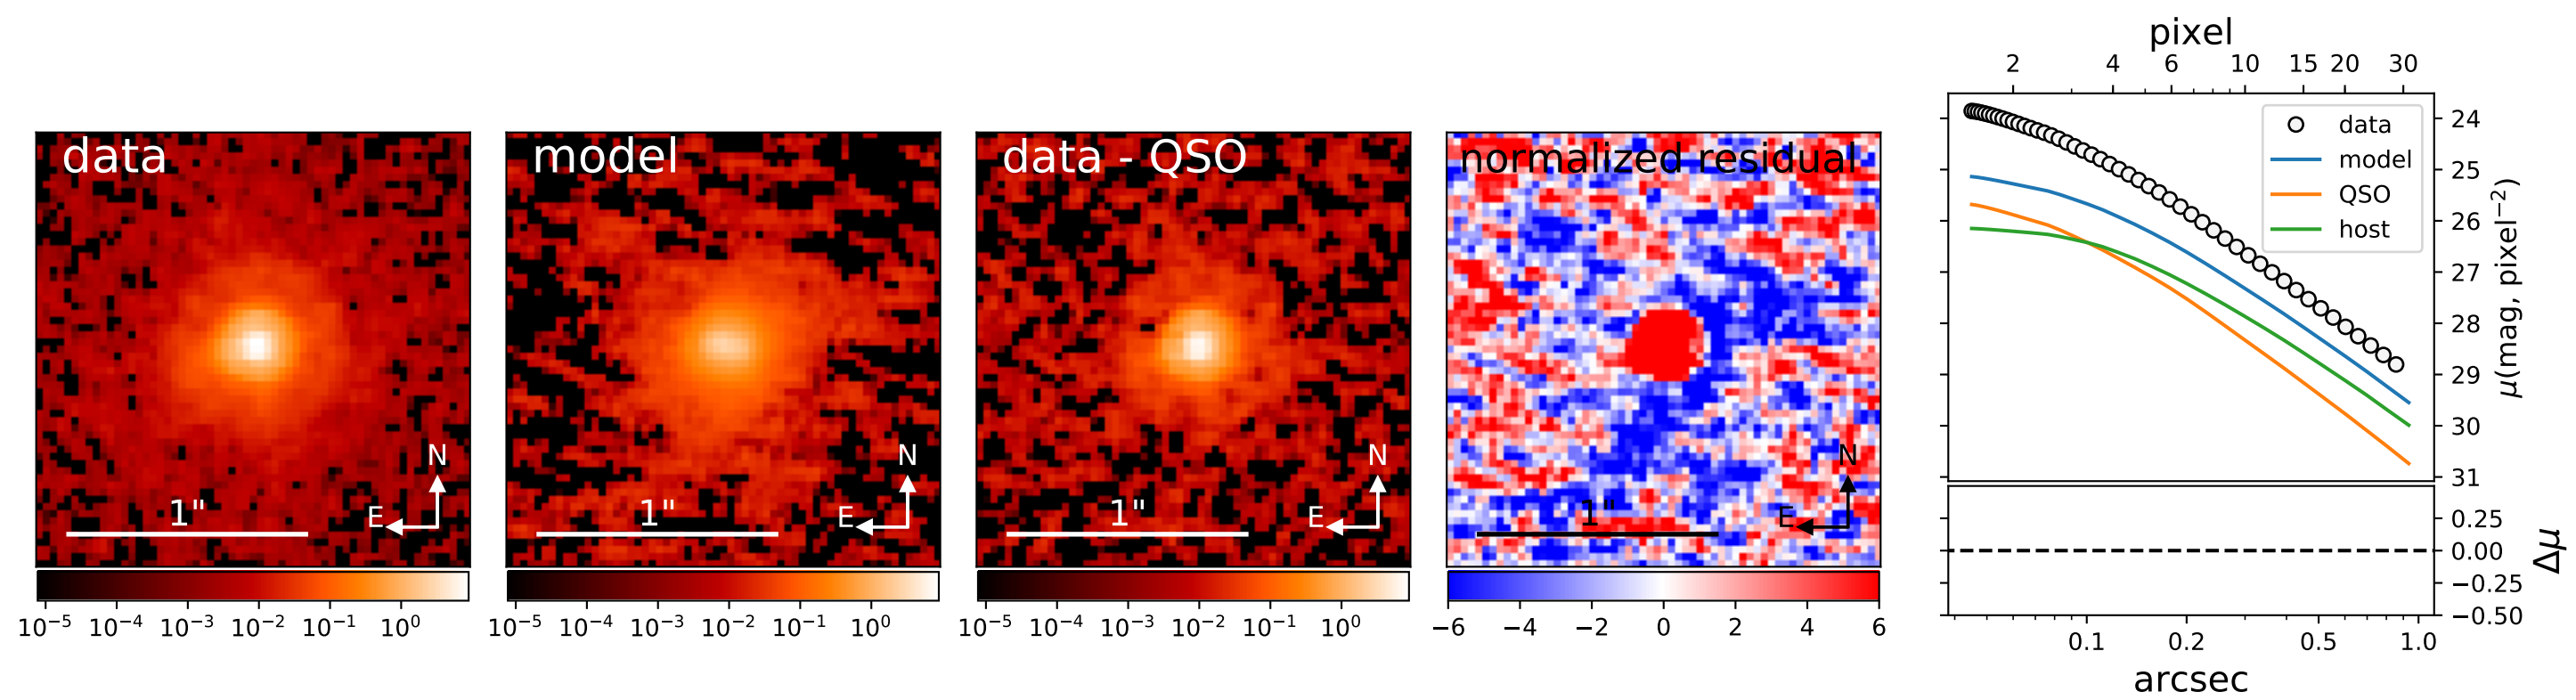 data
N
E
1"
10⁻⁵ 10⁻⁴ 10⁻³ 10⁻² 10⁻¹ 10⁰
model
N
E
1"
10⁻⁵ 10⁻⁴ 10⁻³ 10⁻² 10⁻¹ 10⁰
data - QSO
N
E
1"
10⁻⁵ 10⁻⁴ 10⁻³ 10⁻² 10⁻¹ 10⁰
normalized residual
N
E
1"
−6 −4 −2 0 2 4 6
pixel
2 4 6 10 15 20 30
data
model
QSO
host
24
25
26
27
28
29
30
31
μ(mag, pixel⁻²)
0.25
0.00
−0.25
−0.50
Δμ
0.1 0.2 0.5 1.0
arcsec